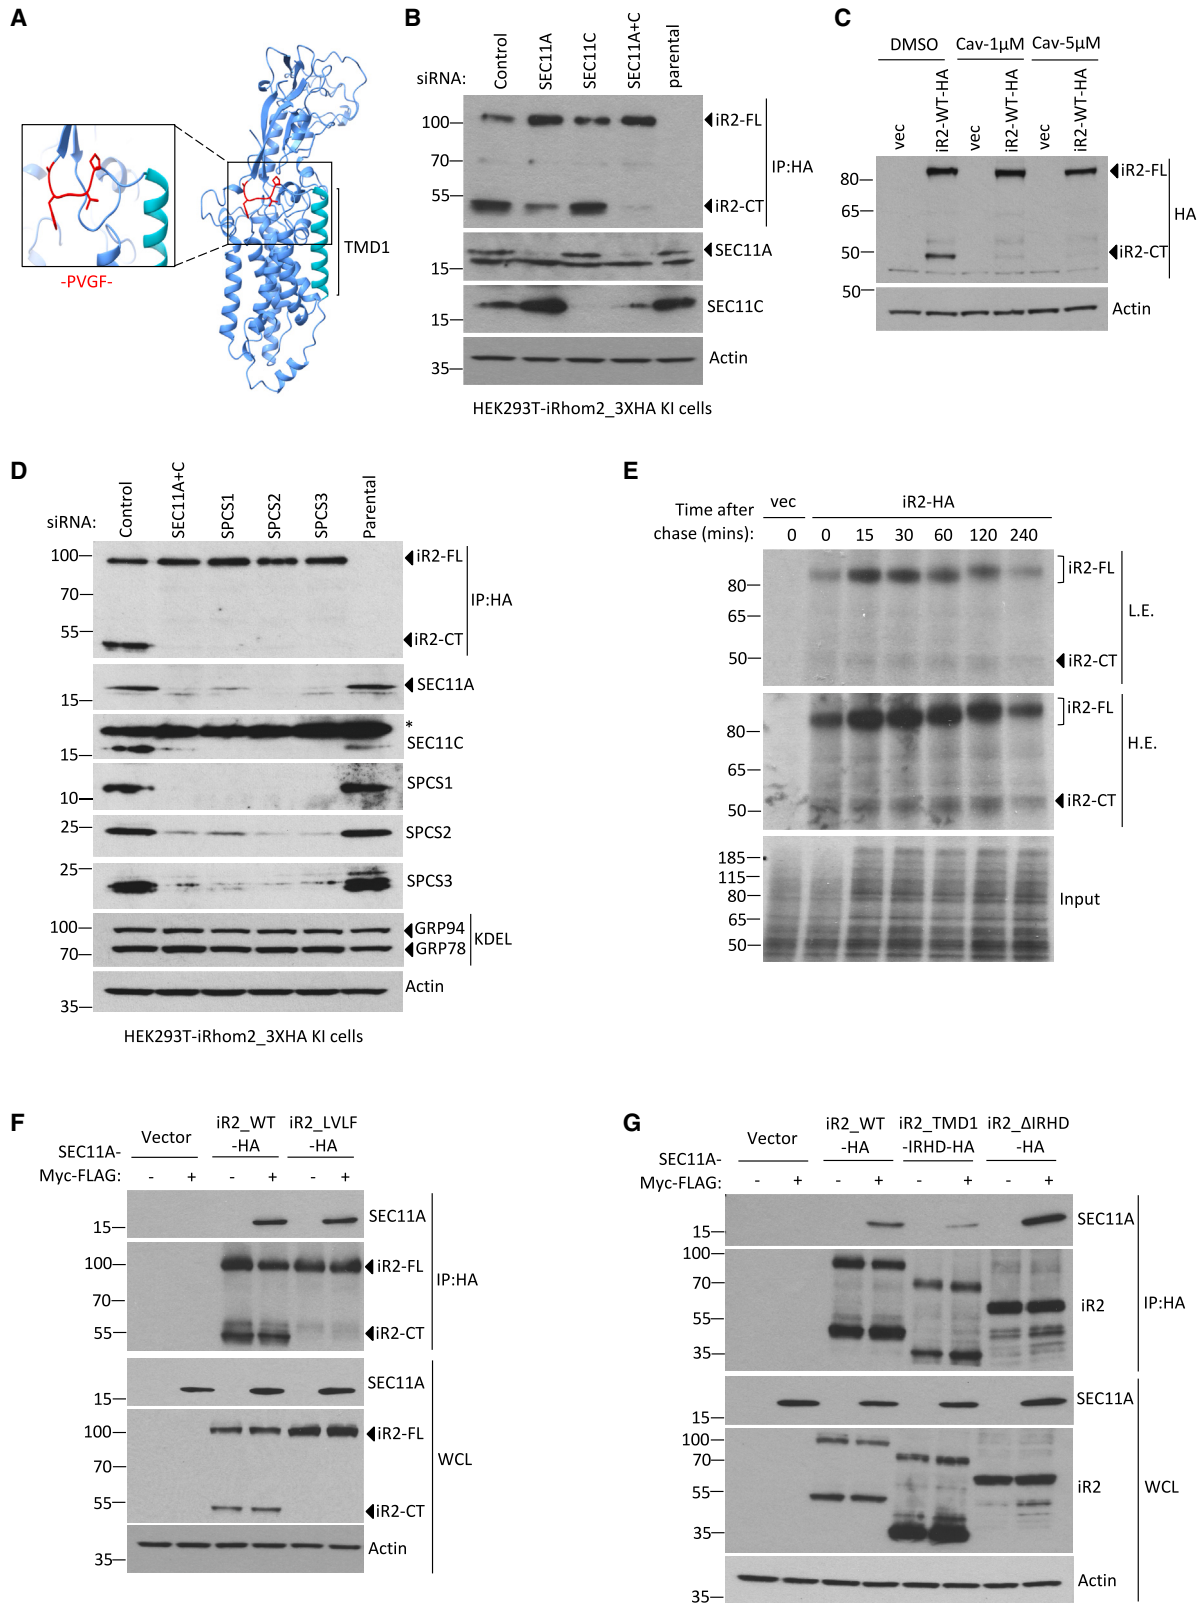 A
-PVGF-
TMD1
B
siRNA:
Control
SEC11A
SEC11C
SEC11A+C
parental
100
70
55
iR2-FL
iR2-CT
IP:HA
SEC11A
15
SEC11C
15
Actin
35
HEK293T-iRhom2_3XHA KI cells
C
DMSO Cav-1µM Cav-5µM
vec
iR2-WT-HA
vec
iR2-WT-HA
vec
iR2-WT-HA
80
65
50
iR2-FL
iR2-CT
HA
50
Actin
D
siRNA:
Control
SEC11A+C
SPCS1
SPCS2
SPCS3
Parental
100
70
55
iR2-FL
iR2-CT
IP:HA
SEC11A
15
*
SEC11C
15
SPCS1
10
25
SPCS2
25
SPCS3
100
70
GRP94
GRP78
KDEL
Actin
35
HEK293T-iRhom2_3XHA KI cells
E
Time after
chase (mins):
vec iR2-HA
0 0 15 30 60 120 240
80
65
50
iR2-FL
iR2-CT
L.E.
80
65
50
iR2-FL
iR2-CT
H.E.
185
115
80
65
50
Input
F
SEC11A-
Myc-FLAG:
Vector
iR2_WT
-HA
iR2_LVLF
-HA
- + - + - +
15
SEC11A
100
70
55
iR2-FL
iR2-CT
IP:HA
15
SEC11A
100
70
55
iR2-FL
iR2-CT
WCL
35
Actin
G
SEC11A-
Myc-FLAG:
Vector
iR2_WT
-HA
iR2_TMD1
-IRHD-HA
iR2_ΔIRHD
-HA
- + - + - + - +
15
SEC11A
100
70
55
35
iR2
IP:HA
15
SEC11A
100
70
55
35
iR2
WCL
Actin
35